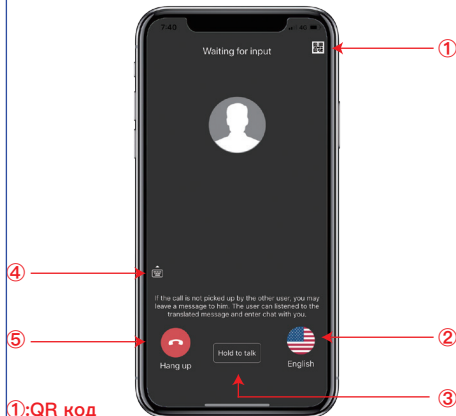 7:40
4G
Waiting for input
①
④
If the call is not picked up by the other user, you may
leave a message to him. The user can listened to the
translated message and enter chat with you.
⑤
②
Hold to talk
Hang up
English
③
①:QR код